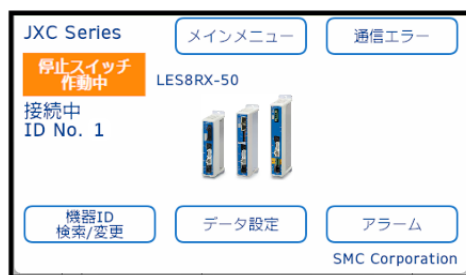 JXC Series
メインメニュー
通信エラー
停止スイッチ
作動中
LES8RX-50
接続中
ID No. 1
機器ID
検索/変更
データ設定
アラーム
SMC Corporation